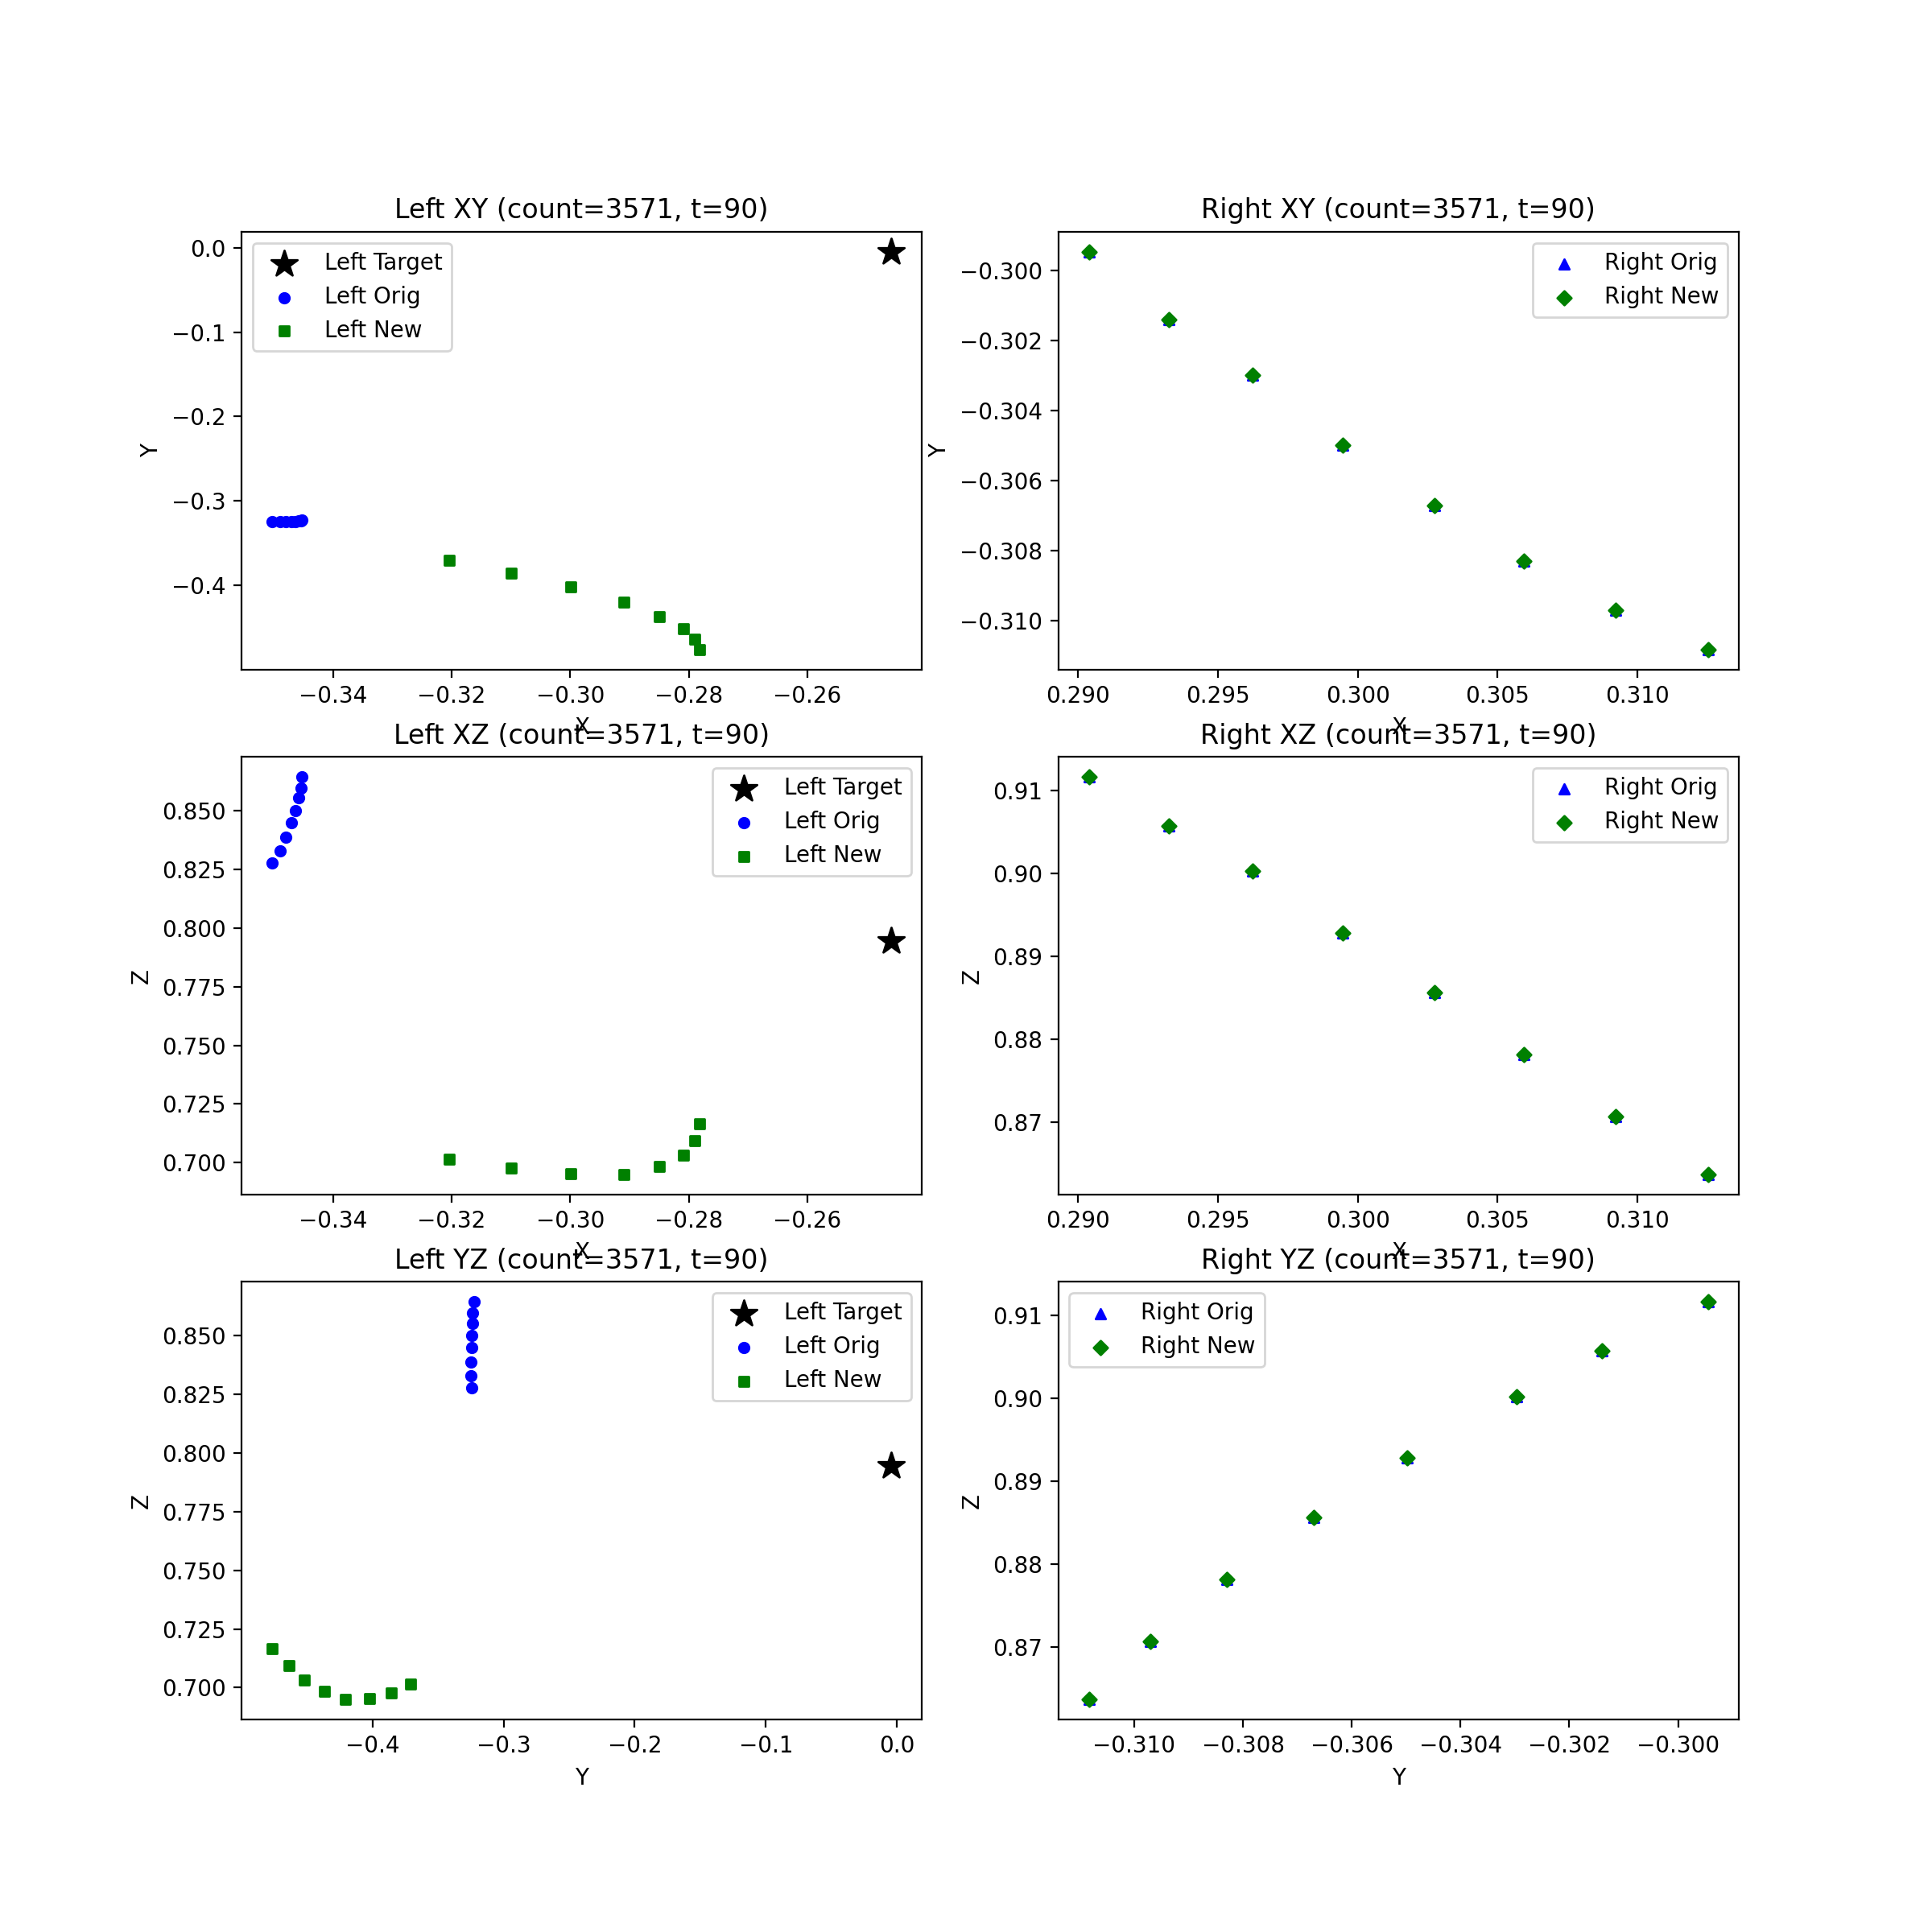 Left XY (count=3571, t=90)
0.0
−0.1
−0.2
−0.3
−0.4
Y
Left Target
Left Orig
Left New
−0.34
−0.32
−0.30
−0.28
−0.26
X
Right XY (count=3571, t=90)
−0.300
−0.302
−0.304
−0.306
−0.308
−0.310
Y
Right Orig
Right New
0.290
0.295
0.300
0.305
0.310
X
Left XZ (count=3571, t=90)
0.850
0.825
0.800
0.775
0.750
0.725
0.700
Z
Left Target
Left Orig
Left New
−0.34
−0.32
−0.30
−0.28
−0.26
X
Right XZ (count=3571, t=90)
0.91
0.90
0.89
0.88
0.87
Z
Right Orig
Right New
0.290
0.295
0.300
0.305
0.310
X
Left YZ (count=3571, t=90)
0.850
0.825
0.800
0.775
0.750
0.725
0.700
Z
Left Target
Left Orig
Left New
−0.4
−0.3
−0.2
−0.1
0.0
Y
Right YZ (count=3571, t=90)
0.91
0.90
0.89
0.88
0.87
Z
Right Orig
Right New
−0.310
−0.308
−0.306
−0.304
−0.302
−0.300
Y